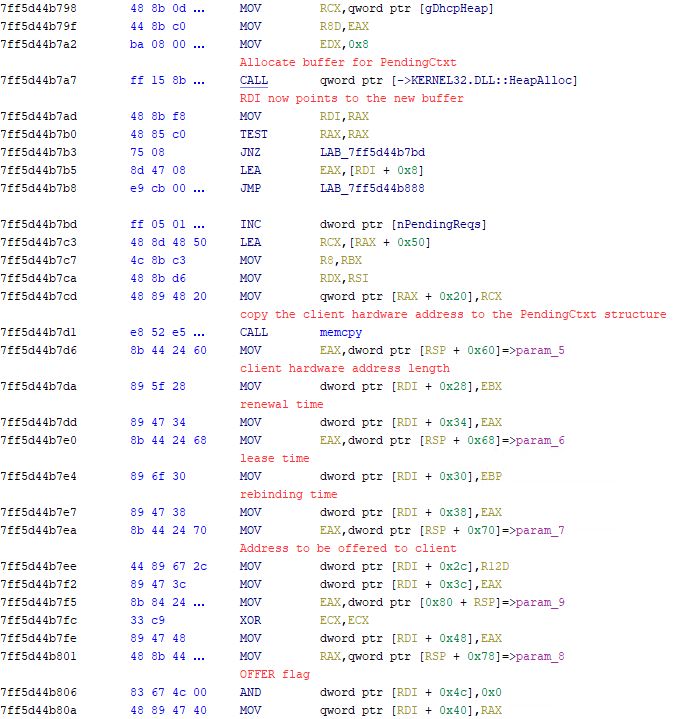 7ff5d44b798 48 8b 0d ... MOV RCX,qword ptr [gDhcpHeap]
7ff5d44b79f 44 8b c0 MOV R8D,EAX
7ff5d44b7a2 ba 08 00 ... MOV EDX,0x8
Allocate buffer for PendingCtxt
7ff5d44b7a7 ff 15 8b ... CALL qword ptr [->KERNEL32.DLL::HeapAlloc]
RDI now points to the new buffer
7ff5d44b7ad 48 8b f8 MOV RDI,RAX
7ff5d44b7b0 48 85 c0 TEST RAX,RAX
7ff5d44b7b3 75 08 JNZ LAB_7ff5d44b7bd
7ff5d44b7b5 8d 47 08 LEA EAX,[RDI + 0x8]
7ff5d44b7b8 e9 cb 00 ... JMP LAB_7ff5d44b888
7ff5d44b7bd ff 05 01 ... INC dword ptr [nPendingReqs]
7ff5d44b7c3 48 8d 48 50 LEA RCX,[RAX + 0x50]
7ff5d44b7c7 4c 8b c3 MOV R8,RBX
7ff5d44b7ca 48 8b d6 MOV RDX,RSI
7ff5d44b7cd 48 89 48 20 MOV qword ptr [RAX + 0x20],RCX
copy the client hardware address to the PendingCtxt structure
7ff5d44b7d1 e8 52 e5 ... CALL memcpy
7ff5d44b7d6 8b 44 24 60 MOV EAX,dword ptr [RSP + 0x60]=>param_5
client hardware address length
7ff5d44b7da 89 5f 28 MOV dword ptr [RDI + 0x28],EBX
renewal time
7ff5d44b7dd 89 47 34 MOV dword ptr [RDI + 0x34],EAX
7ff5d44b7e0 8b 44 24 68 MOV EAX,dword ptr [RSP + 0x68]=>param_6
lease time
7ff5d44b7e4 89 6f 30 MOV dword ptr [RDI + 0x30],EBP
rebinding time
7ff5d44b7e7 89 47 38 MOV dword ptr [RDI + 0x38],EAX
7ff5d44b7ea 8b 44 24 70 MOV EAX,dword ptr [RSP + 0x70]=>param_7
Address to be offered to client
7ff5d44b7ee 44 89 67 2c MOV dword ptr [RDI + 0x2c],R12D
7ff5d44b7f2 89 47 3c MOV dword ptr [RDI + 0x3c],EAX
7ff5d44b7f5 8b 84 24 ... MOV EAX,dword ptr [0x80 + RSP]=>param_9
7ff5d44b7fc 33 c9 XOR ECX,ECX
7ff5d44b7fe 89 47 48 MOV dword ptr [RDI + 0x48],EAX
7ff5d44b801 48 8b 44 ... MOV RAX,qword ptr [RSP + 0x78]=>param_8
OFFER flag
7ff5d44b806 83 67 4c 00 AND dword ptr [RDI + 0x4c],0x0
7ff5d44b80a 48 89 47 40 MOV qword ptr [RDI + 0x40],RAX